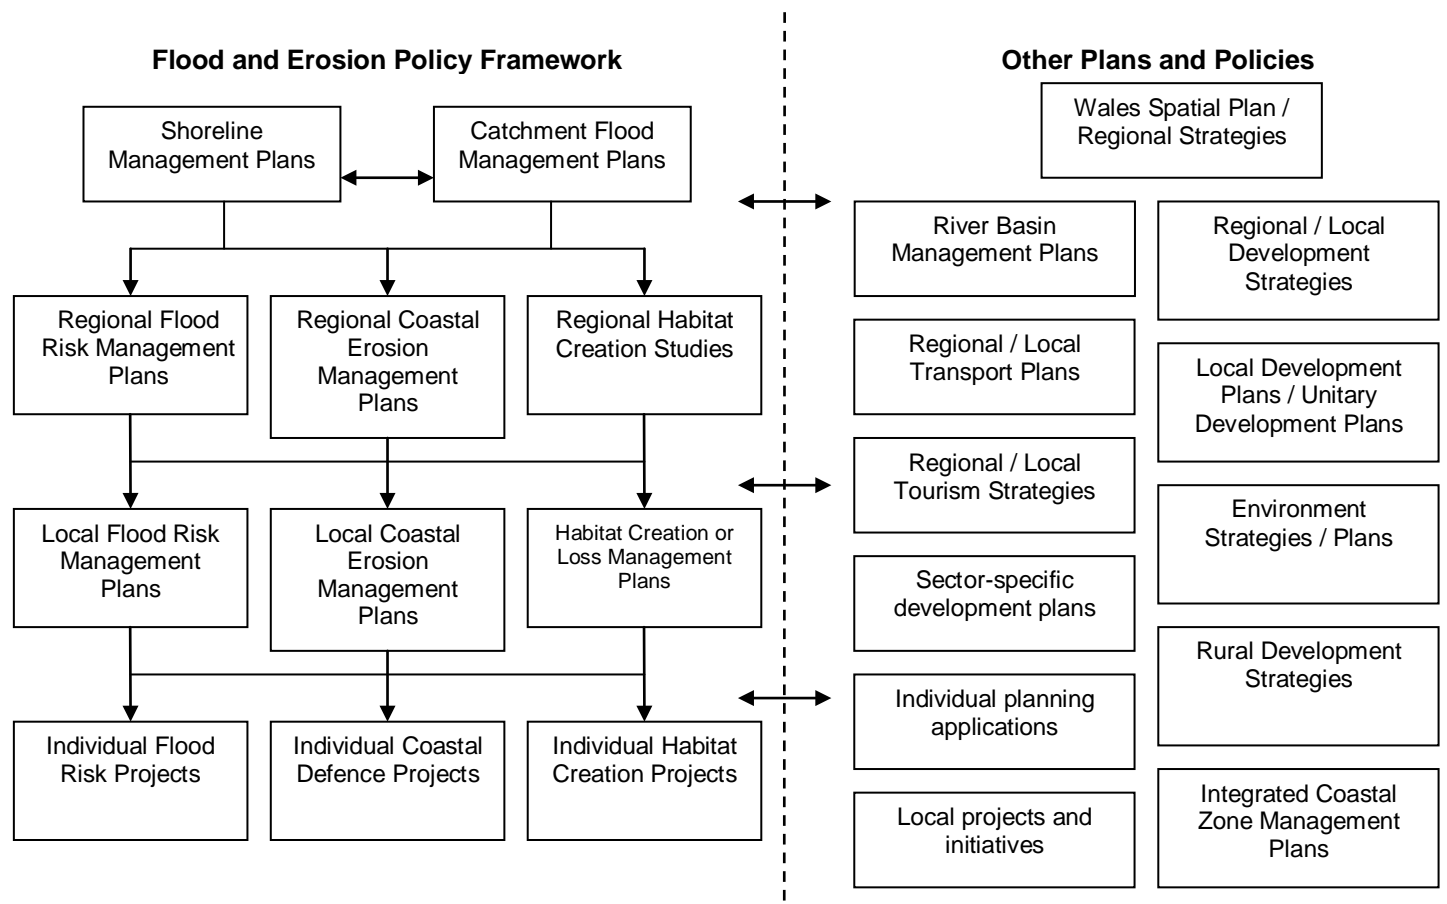 Flood and Erosion Policy Framework
Shoreline
Management Plans
Catchment Flood
Management Plans
Regional Flood
Risk Management
Plans
Regional Coastal
Erosion
Management
Plans
Regional Habitat
Creation Studies
Local Flood Risk
Management
Plans
Local Coastal
Erosion
Management
Plans
Habitat Creation or
Loss Management
Plans
Individual Flood
Risk Projects
Individual Coastal
Defence Projects
Individual Habitat
Creation Projects
Other Plans and Policies
Wales Spatial Plan /
Regional Strategies
River Basin
Management Plans
Regional / Local
Transport Plans
Regional / Local
Tourism Strategies
Sector-specific
development plans
Individual planning
applications
Local projects and
initiatives
Regional / Local
Development
Strategies
Local Development
Plans / Unitary
Development Plans
Environment
Strategies / Plans
Rural Development
Strategies
Integrated Coastal
Zone Management
Plans